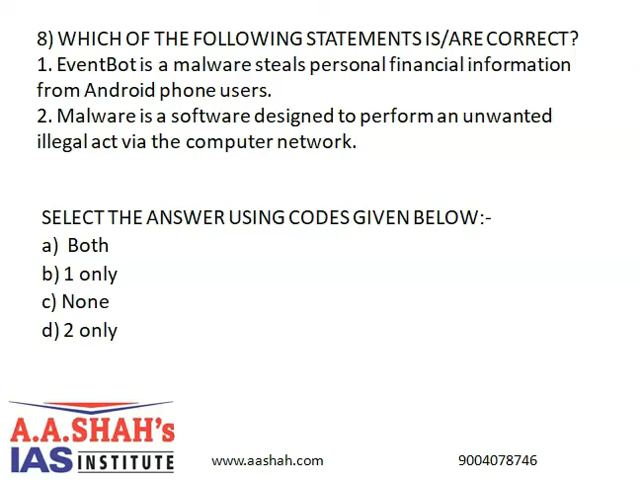 8) WHICH OF THE FOLLOWING STATEMENTS IS/ARE CORRECT?
1. EventBot is a malware steals personal financial information
from Android phone users.
2. Malware is a software designed to perform an unwanted
illegal act via the computer network.
SELECT THE ANSWER USING CODES GIVEN BELOW:-
a) Both
b) 1 only
c) None
d) 2 only
A.A.SHAH's
IAS INSTITUTE
www.aashah.com 9004078746